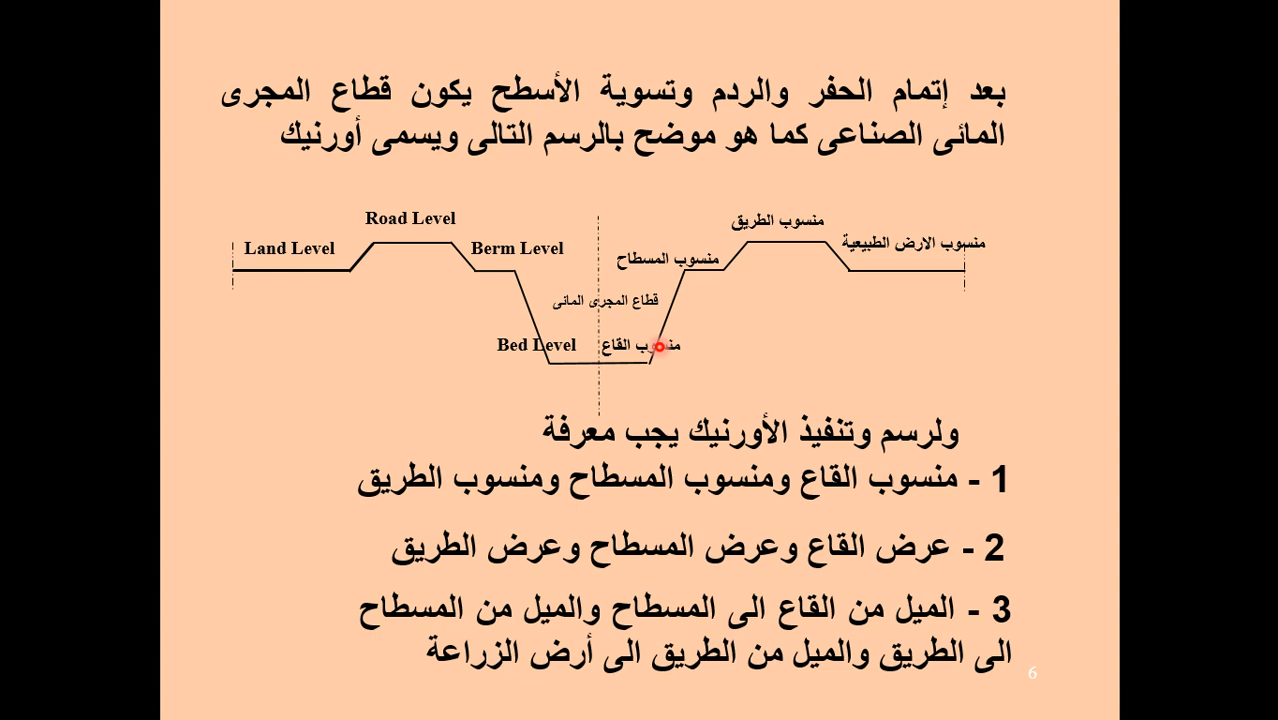 بعد إتمام الحفر والردم وتسوية الأسطح يكون قطاع المجرى
المائى الصناعى كما هو موضح بالرسم التالى ويسمى أورنيك
Road Level
منسوب الطريق
Land Level
Berm Level
منسوب المسطاح
منسوب الارض الطبيعية
قطاع المجرى المائى
Bed Level
منسوب القاع
ولرسم وتنفيذ الأورنيك يجب معرفة
1 - منسوب القاع ومنسوب المسطاح ومنسوب الطريق
2 - عرض القاع وعرض المسطاح وعرض الطريق
3 - الميل من القاع الى المسطاح والميل من المسطاح
الى الطريق والميل من الطريق الى أرض الزراعة
6